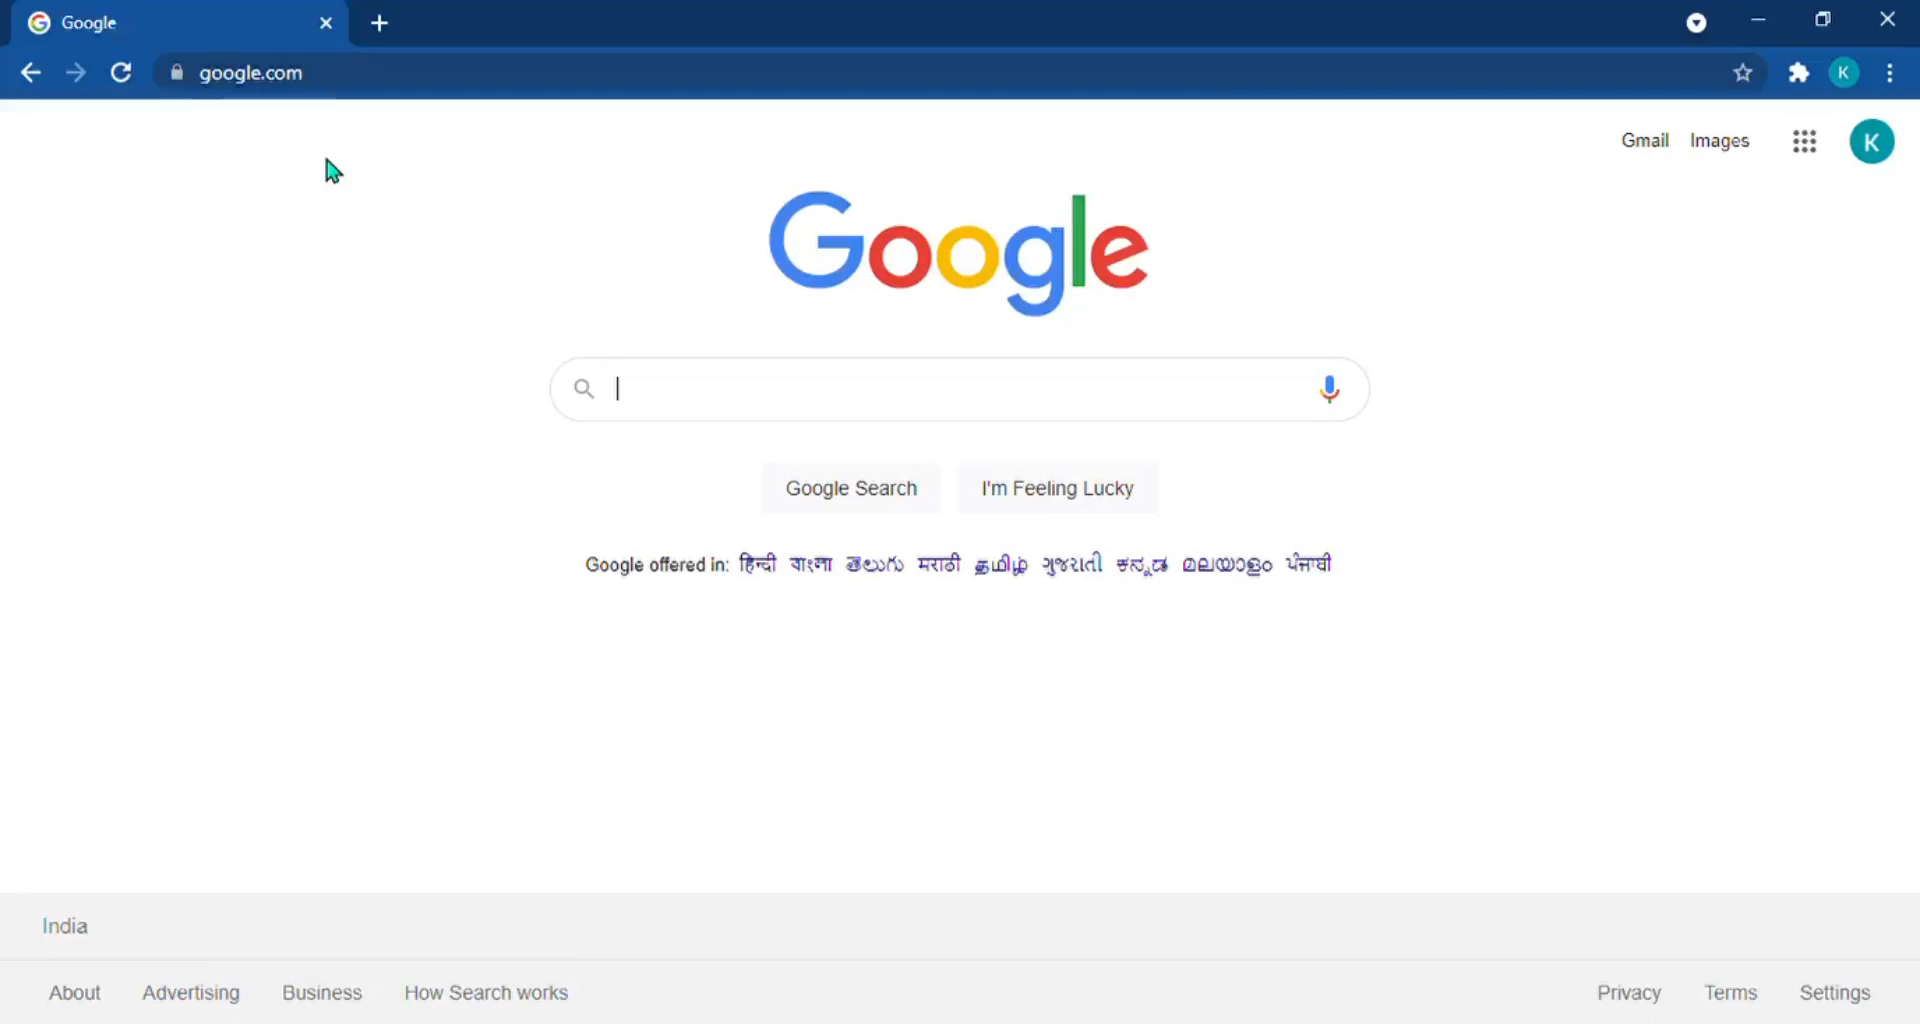 Google
google.com
K
Gmail Images K
Google
Google Search I'm Feeling Lucky
Google offered in: हिन्दी বাংলা తెలుగు मराठी தமிழ் ગુજરાતી ಕನ್ನಡ മലയാളം ਪੰਜਾਬੀ
India
About Advertising Business How Search works Privacy Terms Settings